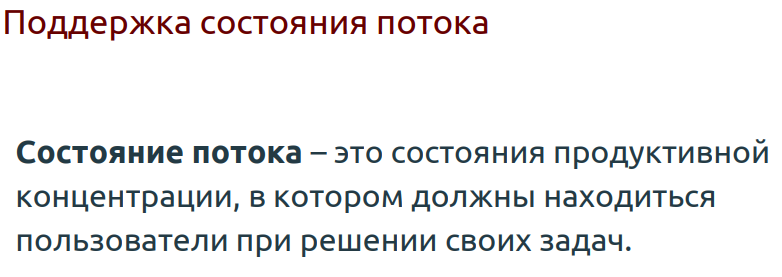 Поддержка состояния потока
Состояние потока – это состояния продуктивной
концентрации, в котором должны находиться
пользователи при решении своих задач.